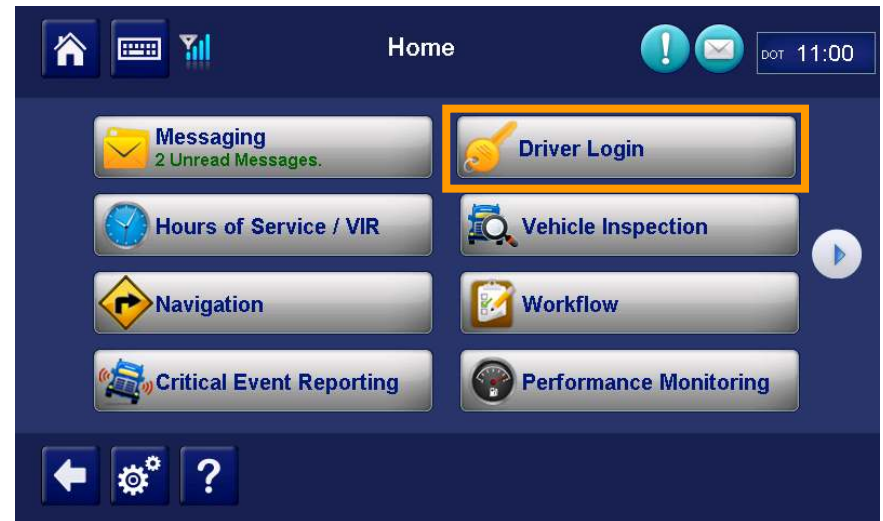 Home
DOT 11:00
Messaging
2 Unread Messages.
Driver Login
Hours of Service / VIR
Vehicle Inspection
Navigation
Workflow
Critical Event Reporting
Performance Monitoring
?